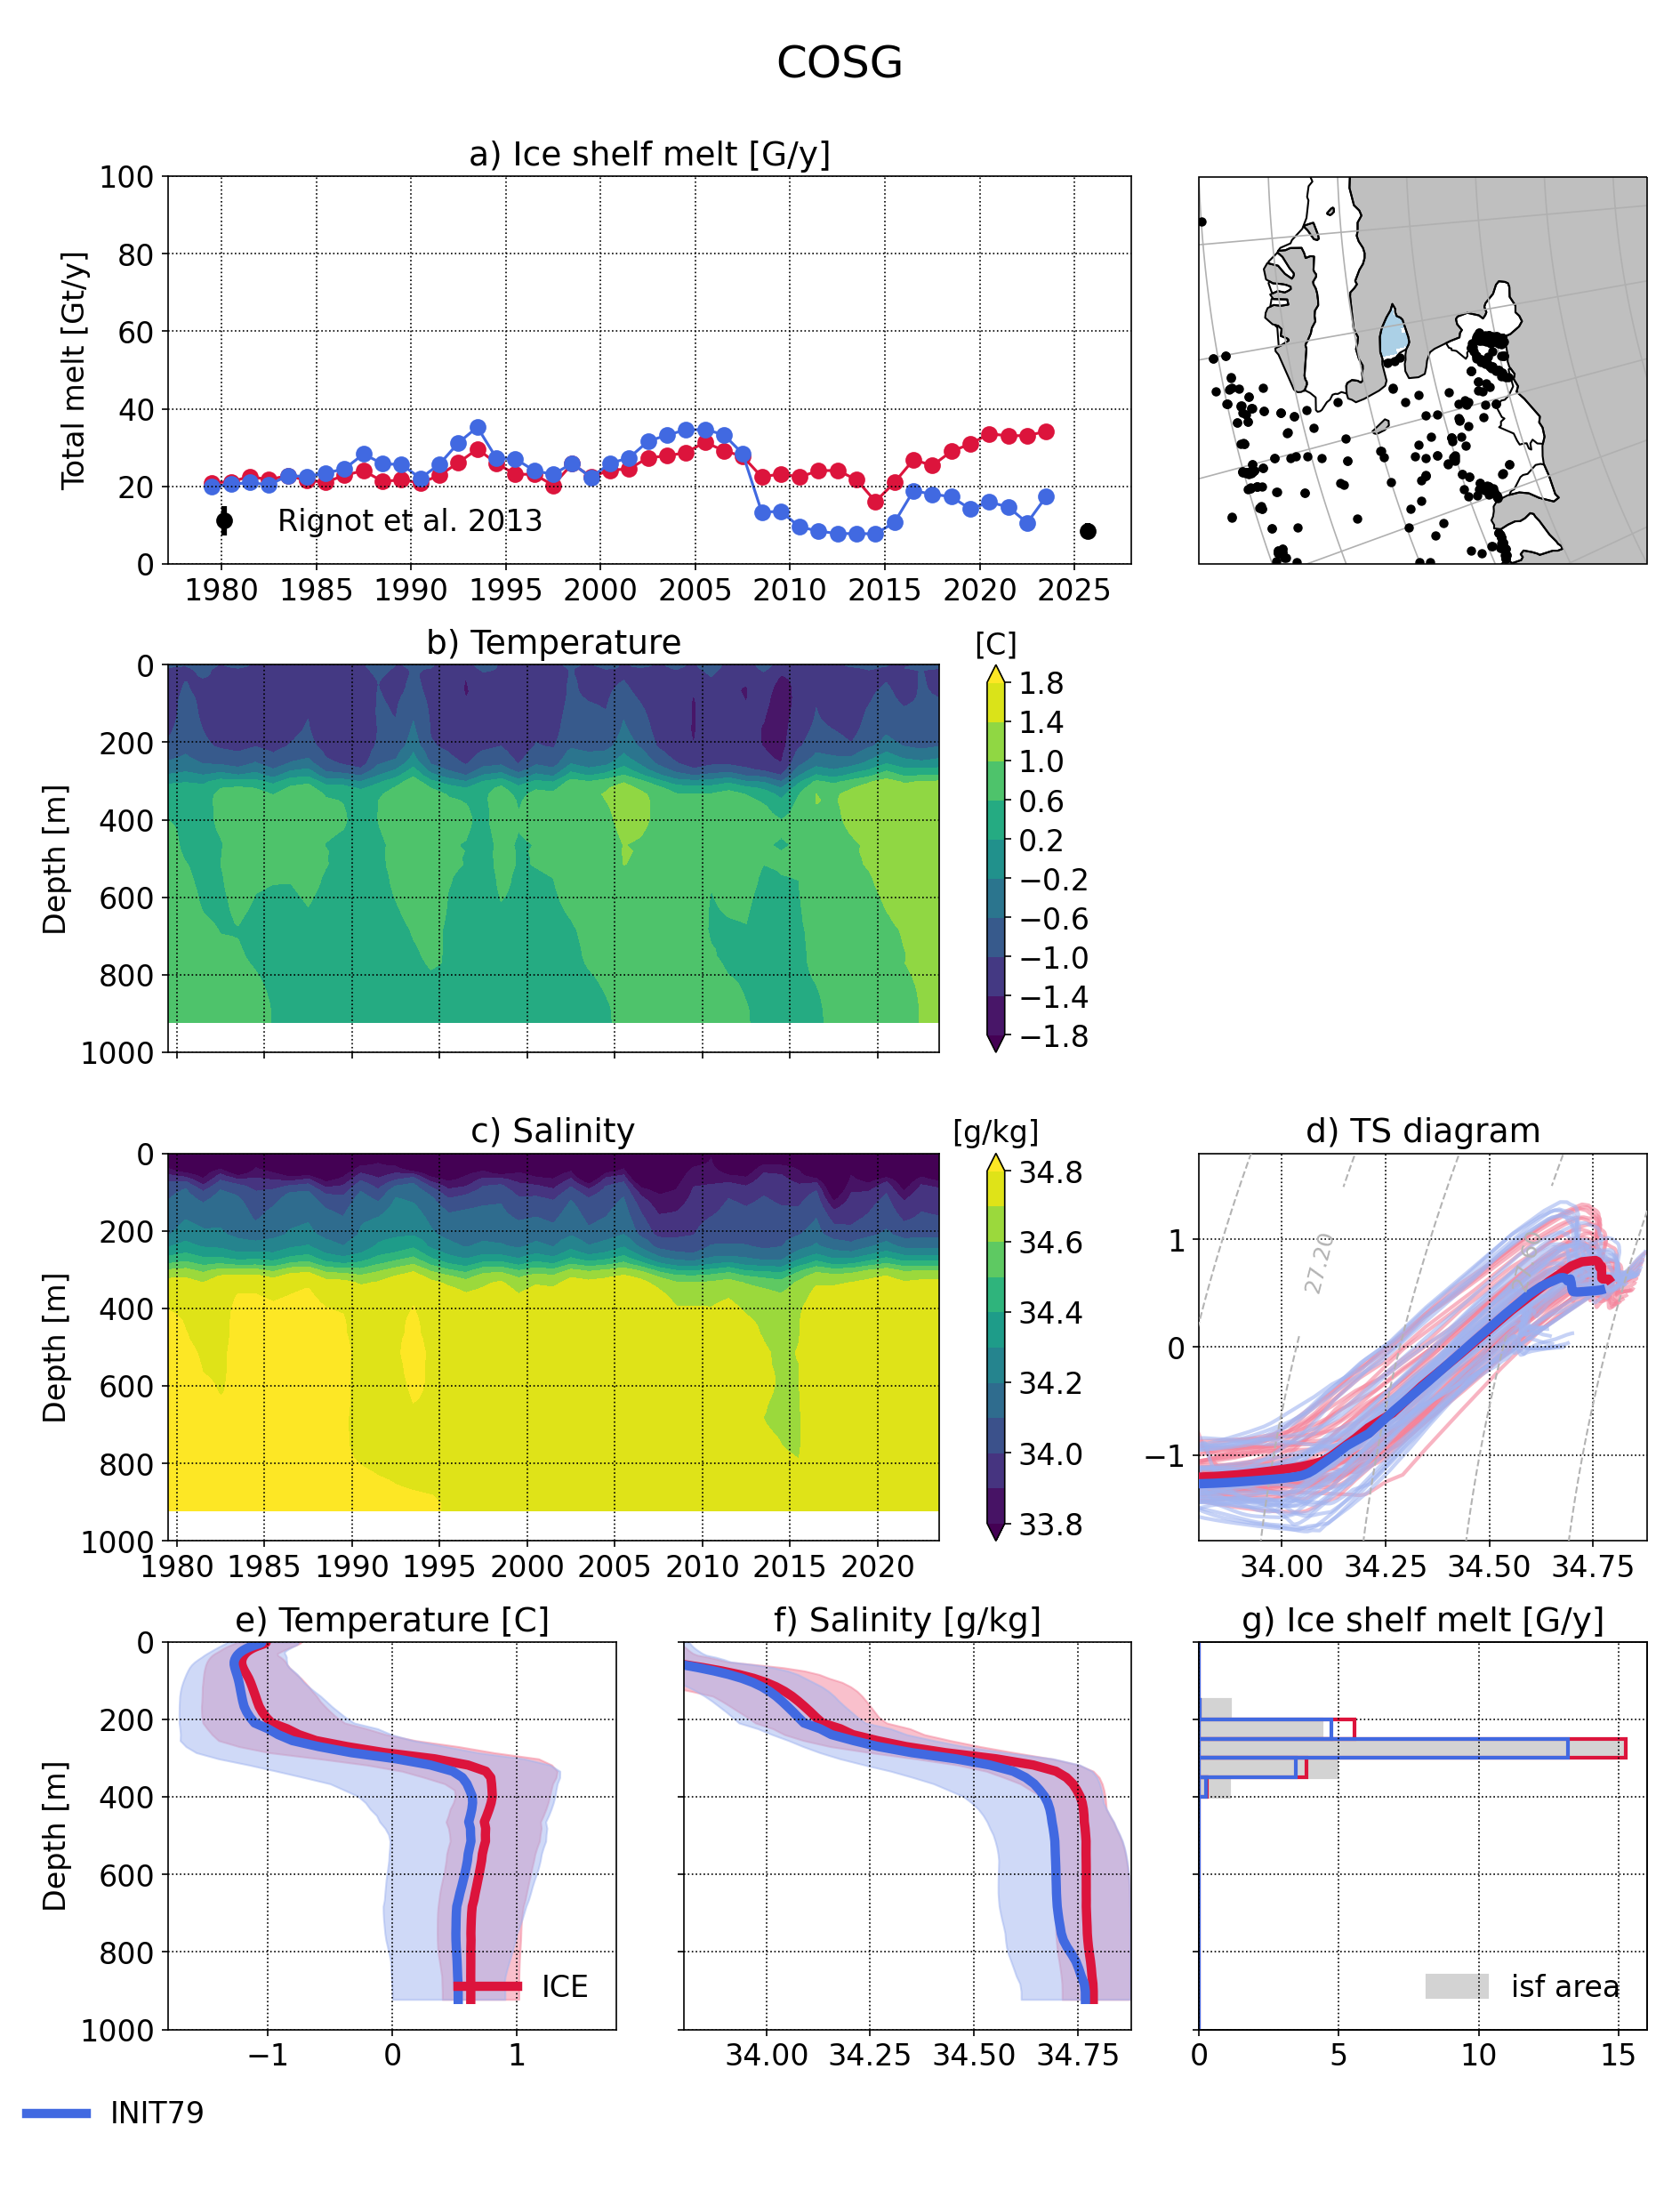 COSG
a) Ice shelf melt [G/y]
Total melt [Gt/y]
100
80
60
40
20
0
Rignot et al. 2013
1980 1985 1990 1995 2000 2005 2010 2015 2020 2025
b) Temperature
[C]
Depth [m]
0
200
400
600
800
1000
1.8
1.4
1.0
0.6
0.2
−0.2
−0.6
−1.0
−1.4
−1.8
c) Salinity
[g/kg]
Depth [m]
0
200
400
600
800
1000
1980 1985 1990 1995 2000 2005 2010 2015 2020
34.8
34.6
34.4
34.2
34.0
33.8
d) TS diagram
1
0
−1
27.20
34.00 34.25 34.50 34.75
e) Temperature [C]
Depth [m]
0
200
400
600
800
1000
−1 0 1
ICE
f) Salinity [g/kg]
34.00 34.25 34.50 34.75
g) Ice shelf melt [G/y]
isf area
0 5 10 15
INIT79